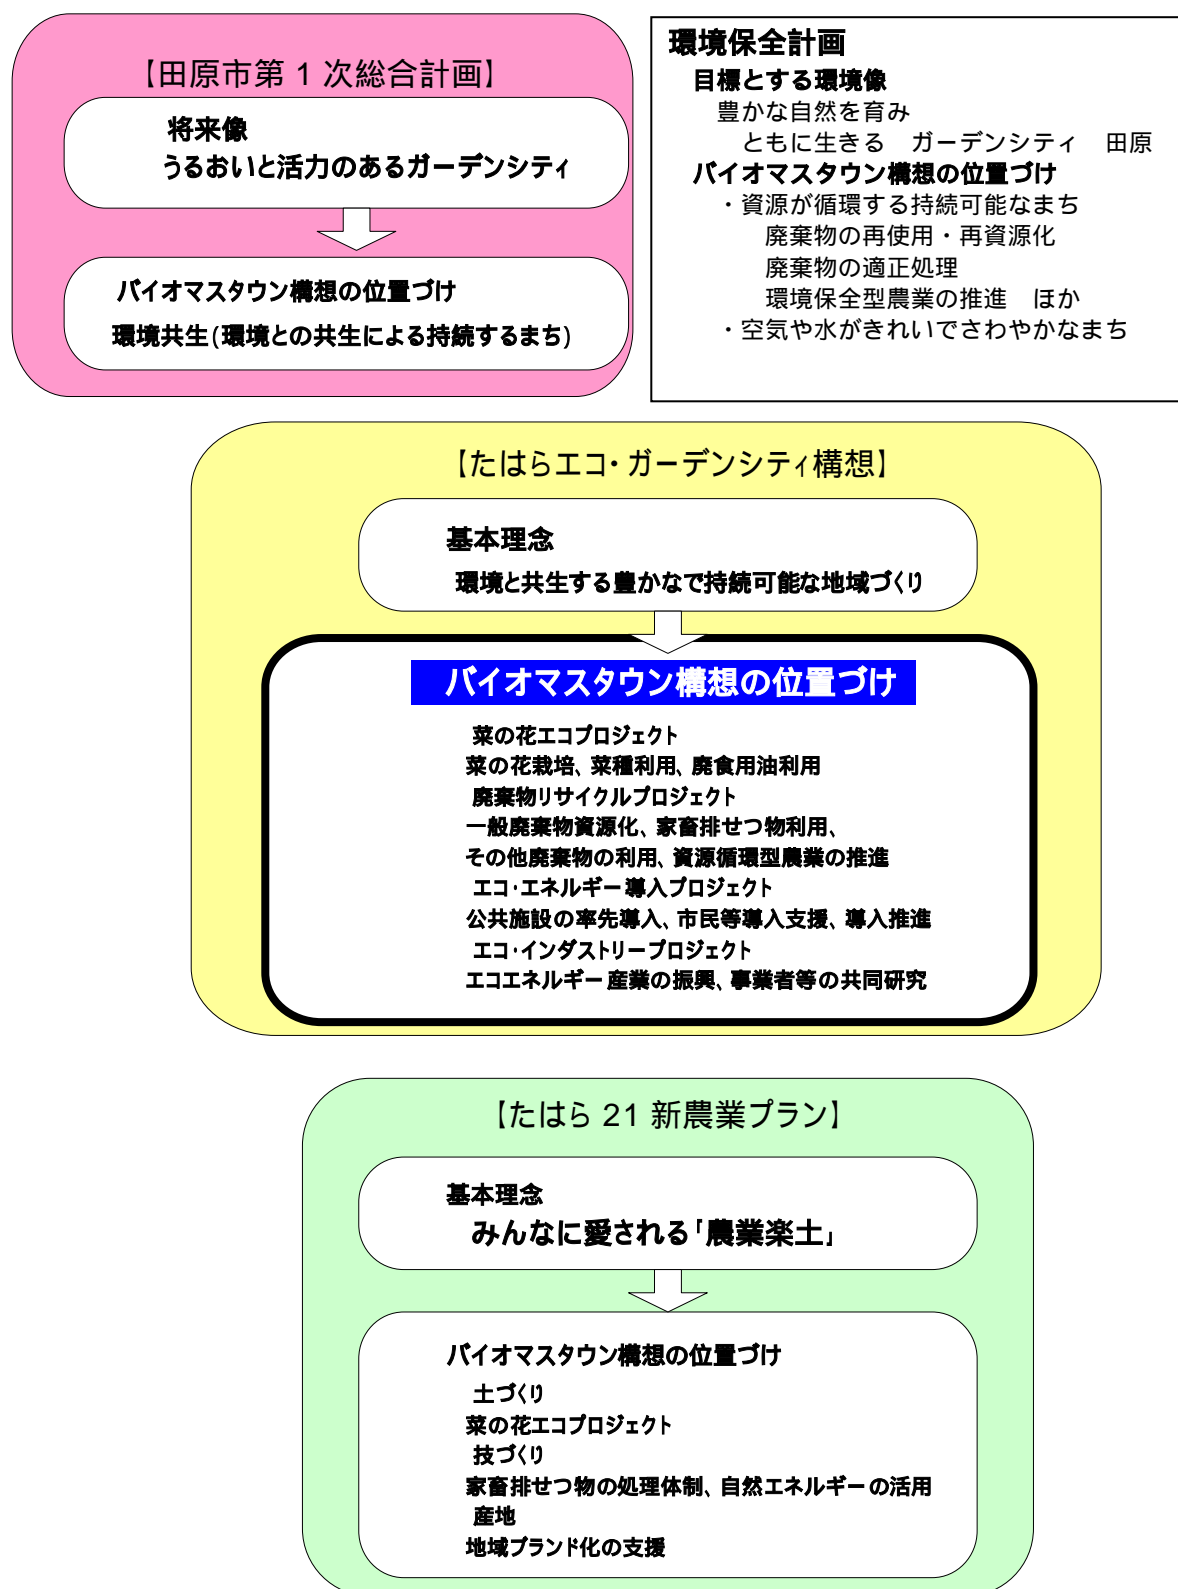 【田原市第 1 次総合計画】
将来像
うるおいと活力のあるガーデンシティ
バイオマスタウン構想の位置づけ
環境共生(環境との共生による持続するまち)
環境保全計画
目標とする環境像
豊かな自然を育み
ともに生きる　ガーデンシティ　田原
バイオマスタウン構想の位置づけ
・資源が循環する持続可能なまち
廃棄物の再使用・再資源化
廃棄物の適正処理
環境保全型農業の推進　ほか
・空気や水がきれいでさわやかなまち
【たはらエコ・ガーデンシティ構想】
基本理念
環境と共生する豊かなで持続可能な地域づくり
バイオマスタウン構想の位置づけ
菜の花エコプロジェクト
菜の花栽培、菜種利用、廃食用油利用
廃棄物リサイクルプロジェクト
一般廃棄物資源化、家畜排せつ物利用、
その他廃棄物の利用、資源循環型農業の推進
エコ・エネルギー導入プロジェクト
公共施設の率先導入、市民等導入支援、導入推進
エコ・インダストリープロジェクト
エコエネルギー産業の振興、事業者等の共同研究
【たはら 21 新農業プラン】
基本理念
みんなに愛される「農業楽土」
バイオマスタウン構想の位置づけ
土づくり
菜の花エコプロジェクト
技づくり
家畜排せつ物の処理体制、自然エネルギーの活用
産地
地域ブランド化の支援